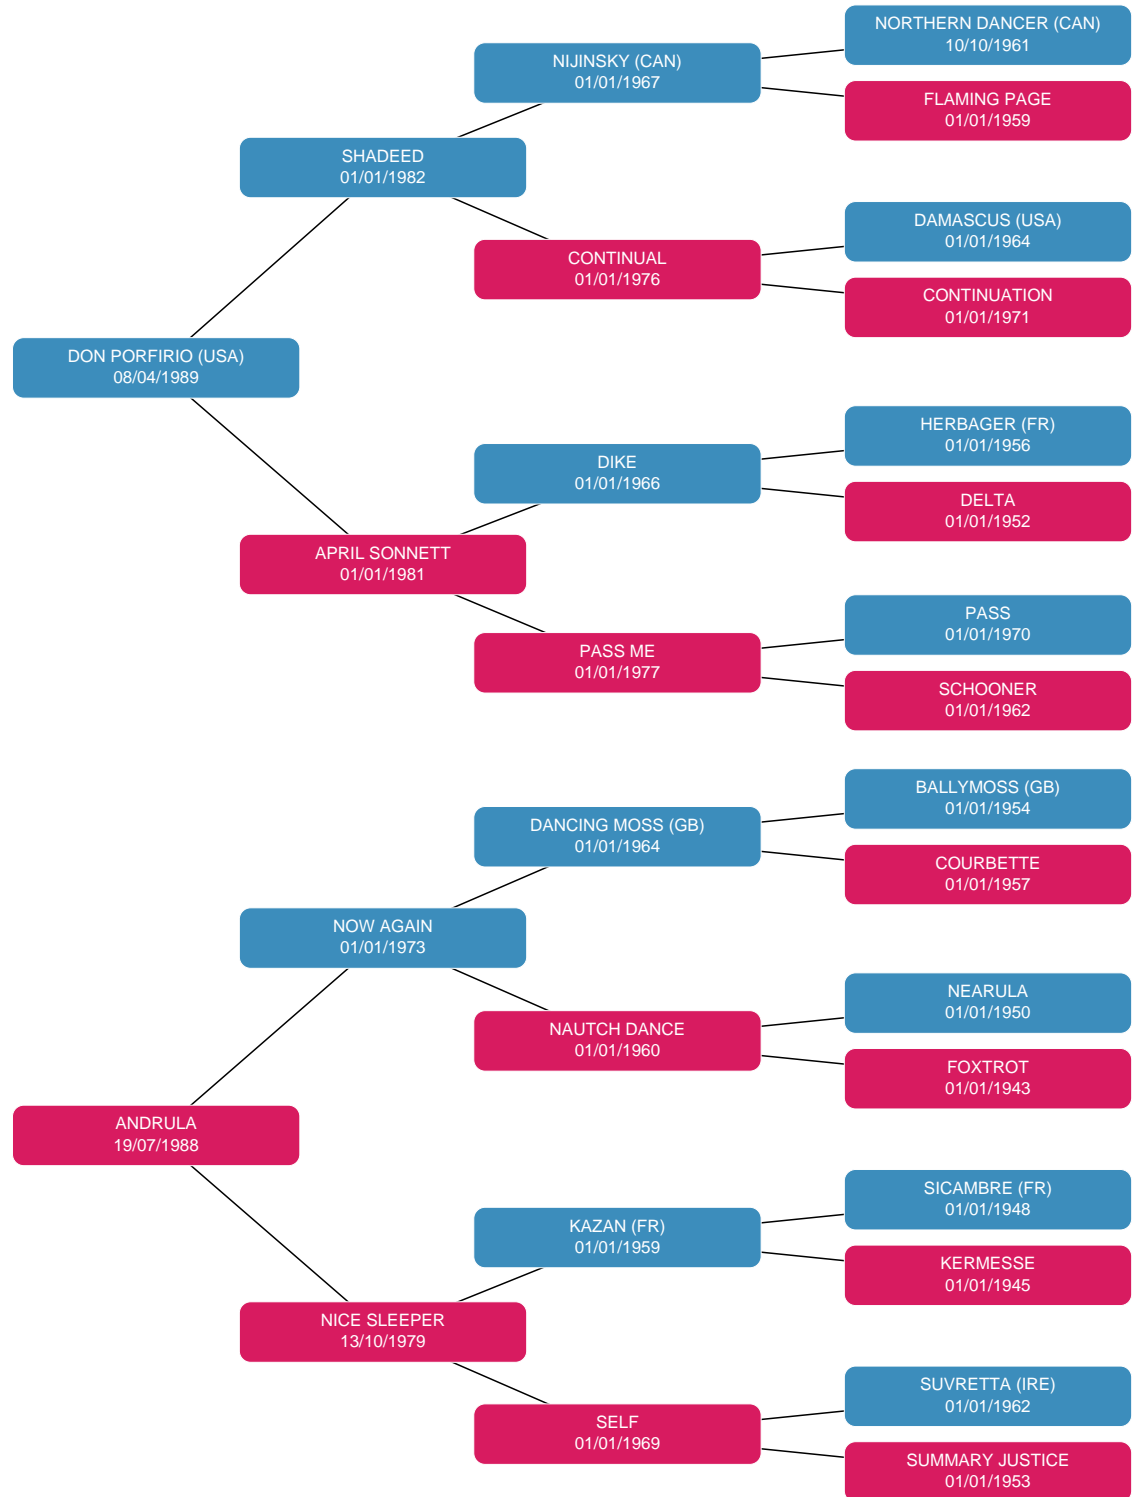 NORTHERN DANCER (CAN)
10/10/1961
NIJINSKY (CAN)
01/01/1967
FLAMING PAGE
01/01/1959
SHADEED
01/01/1982
DAMASCUS (USA)
01/01/1964
CONTINUAL
01/01/1976
CONTINUATION
01/01/1971
DON PORFIRIO (USA)
08/04/1989
HERBAGER (FR)
01/01/1956
DIKE
01/01/1966
DELTA
01/01/1952
APRIL SONNETT
01/01/1981
PASS
01/01/1970
PASS ME
01/01/1977
SCHOONER
01/01/1962
BALLYMOSS (GB)
01/01/1954
DANCING MOSS (GB)
01/01/1964
COURBETTE
01/01/1957
NOW AGAIN
01/01/1973
NEARULA
01/01/1950
NAUTCH DANCE
01/01/1960
FOXTROT
01/01/1943
ANDRULA
19/07/1988
SICAMBRE (FR)
01/01/1948
KAZAN (FR)
01/01/1959
KERMESSE
01/01/1945
NICE SLEEPER
13/10/1979
SUVRETTA (IRE)
01/01/1962
SELF
01/01/1969
SUMMARY JUSTICE
01/01/1953